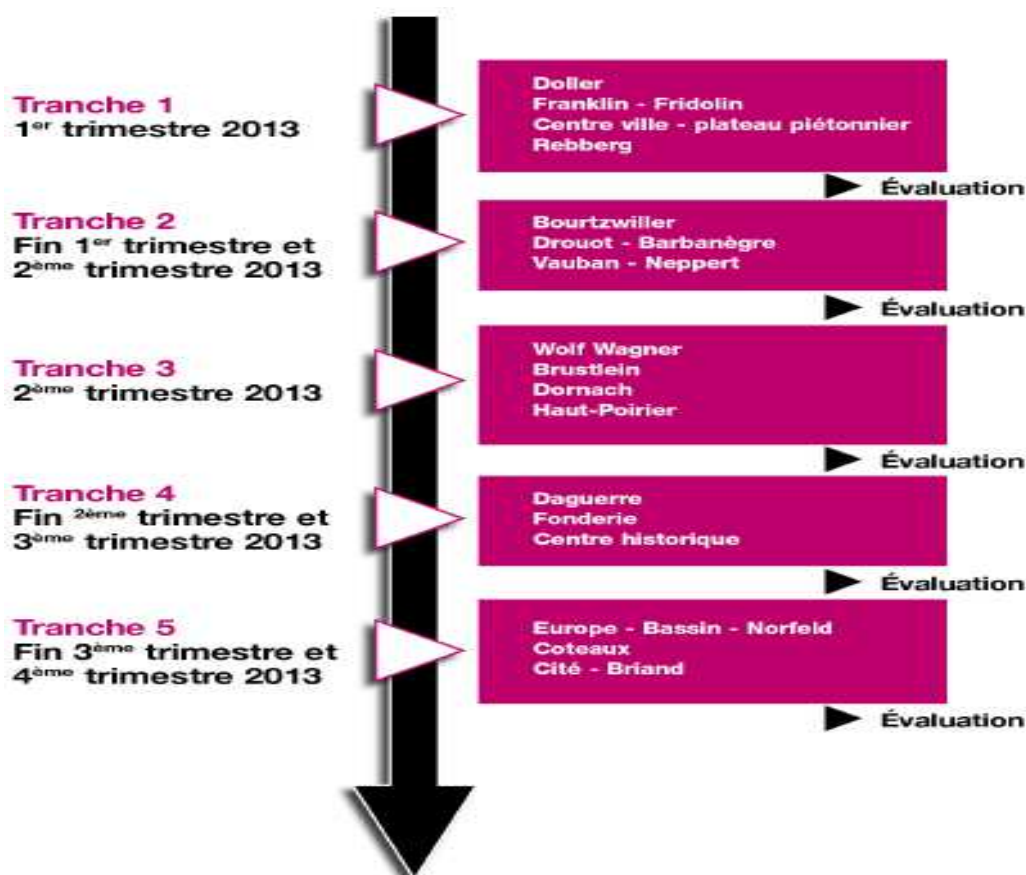 Tranche 1
1er trimestre 2013
Doller
Franklin - Fridolin
Centre ville - plateau piétonnier
Rebberg
Évaluation
Tranche 2
Fin 1er trimestre et
2ème trimestre 2013
Bourtzwiller
Drouot - Barbanègre
Vauban - Neppert
Évaluation
Tranche 3
2ème trimestre 2013
Wolf Wagner
Brustlein
Dornach
Haut-Poirier
Évaluation
Tranche 4
Fin 2ème trimestre et
3ème trimestre 2013
Daguerre
Fonderie
Centre historique
Évaluation
Tranche 5
Fin 3ème trimestre et
4ème trimestre 2013
Europe - Bassin - Norfeld
Coteaux
Cité - Briand
Évaluation